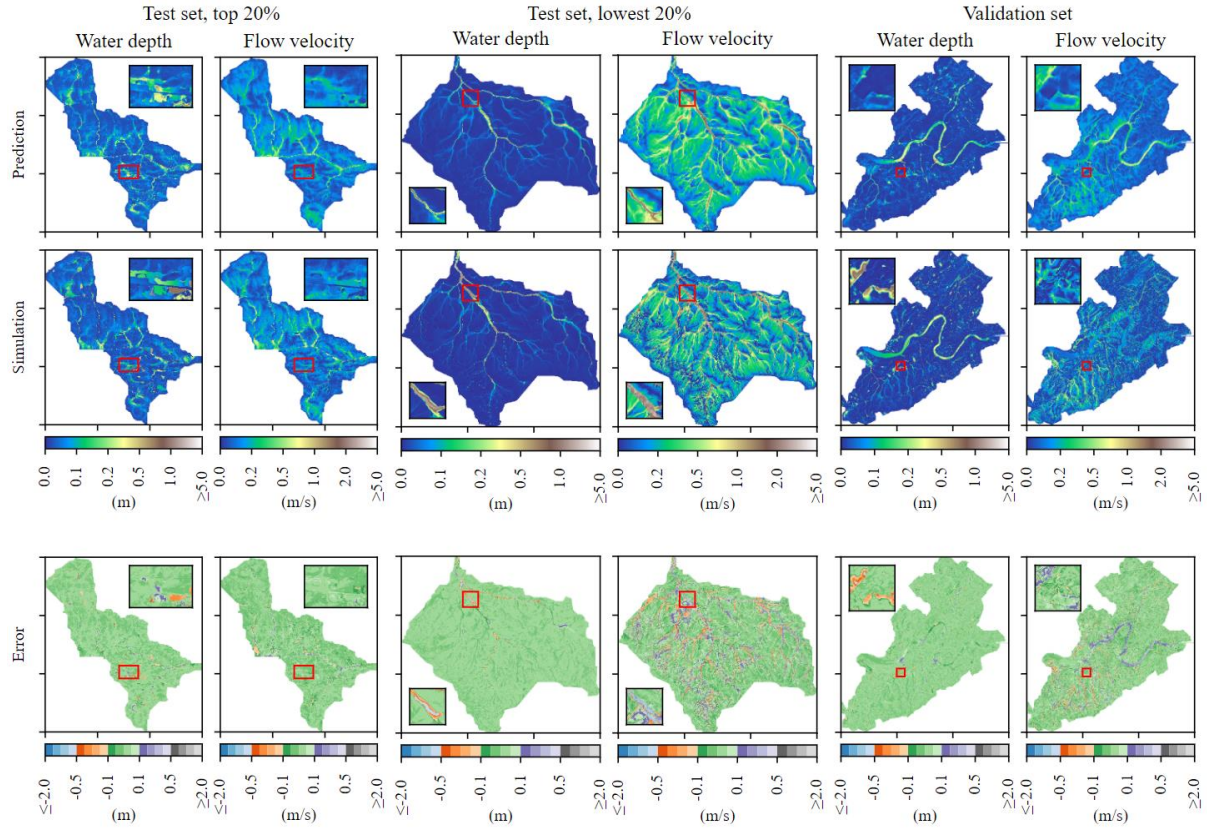 Test set, top 20%
Test set, lowest 20%
Validation set
Water depth
Flow velocity
Water depth
Flow velocity
Water depth
Flow velocity
Prediction
Simulation
0.0 0.1 0.2 0.5 1.0 ≥5.0
(m)
0.0 0.2 0.5 1.0 2.0 ≥5.0
(m/s)
0.0 0.1 0.2 0.5 1.0 ≥5.0
(m)
0.0 0.2 0.5 1.0 2.0 ≥5.0
(m/s)
0.0 0.1 0.2 0.5 1.0 ≥5.0
(m)
0.0 0.2 0.5 1.0 2.0 ≥5.0
(m/s)
Error
≤-2.0 -0.5 -0.1 0.1 0.5 ≥2.0
(m)
≤-2.0 -0.5 -0.1 0.1 0.5 ≥2.0
(m/s)
≤-2.0 -0.5 -0.1 0.1 0.5 ≥2.0
(m)
≤-2.0 -0.5 -0.1 0.1 0.5 ≥2.0
(m/s)
≤-2.0 -0.5 -0.1 0.1 0.5 ≥2.0
(m)
≤-2.0 -0.5 -0.1 0.1 0.5 ≥2.0
(m/s)